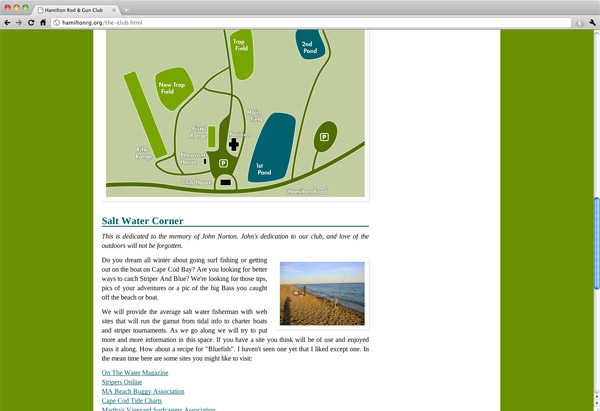 Hamilton Rod & Gun Club
hamiltonrg.org/the-club.html
Trap
Field
2nd
Pond
New Trap
Field
Main
Field
Pistol
Range
Pavilion
Rifle
Range
Pheasant
House
P
P
1st
Pond
Club House
Hamilton Road
Salt Water Corner
This is dedicated to the memory of John Norton. John's dedication to our club, and love of the
outdoors will not be forgotten.
Do you dream all winter about going surf fishing or getting
out on the boat on Cape Cod Bay? Are you looking for better
ways to catch Striper And Blue? We're looking for those tips,
pics of your adventures or a pic of the big Bass you caught
off the beach or boat.
We will provide the average salt water fisherman with web
sites that will run the gamut from tidal info to charter boats
and striper tournaments. As we go along we will try to put
more and more information in this space. If you have a site you think will be of use and enjoyed
pass it along. How about a recipe for "Bluefish". I haven't seen one yet that I liked except one. In
the mean time here are some sites you might like to visit:
On The Water Magazine
Stripers Online
MA Beach Buggy Association
Cape Cod Tide Charts
Martha's Vineyard Surfcasters Association